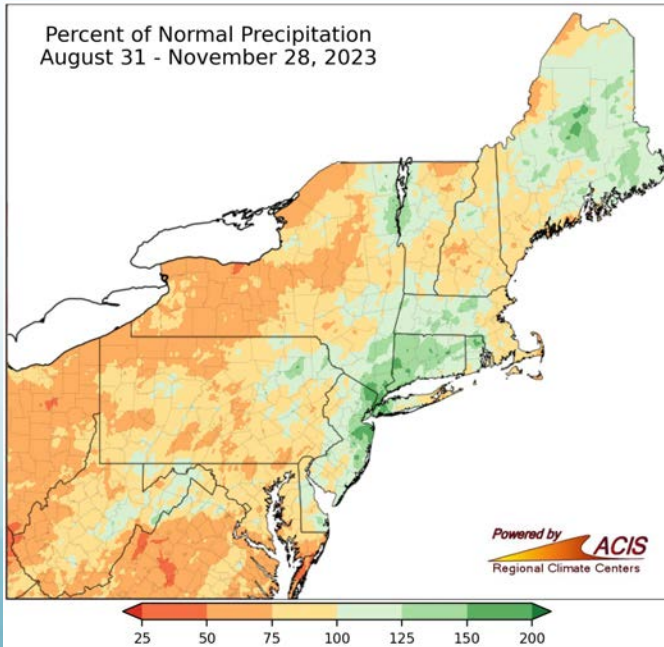 Percent of Normal Precipitation
August 31 - November 28, 2023
Powered by
ACIS
Regional Climate Centers
25 50 75 100 125 150 200